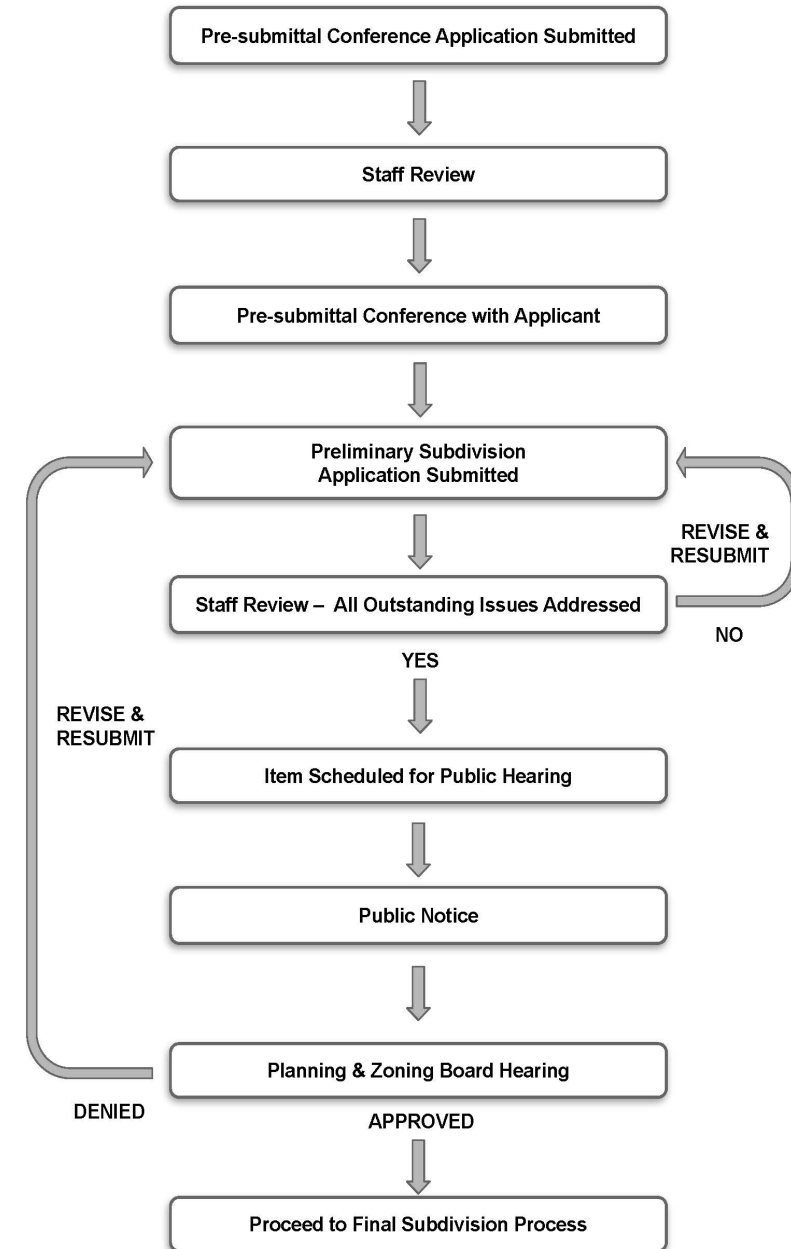 Pre-submittal Conference Application Submitted
Staff Review
Pre-submittal Conference with Applicant
Preliminary Subdivision
Application Submitted
REVISE &
RESUBMIT
Staff Review – All Outstanding Issues Addressed
NO
YES
REVISE &
RESUBMIT
Item Scheduled for Public Hearing
Public Notice
Planning & Zoning Board Hearing
DENIED
APPROVED
Proceed to Final Subdivision Process